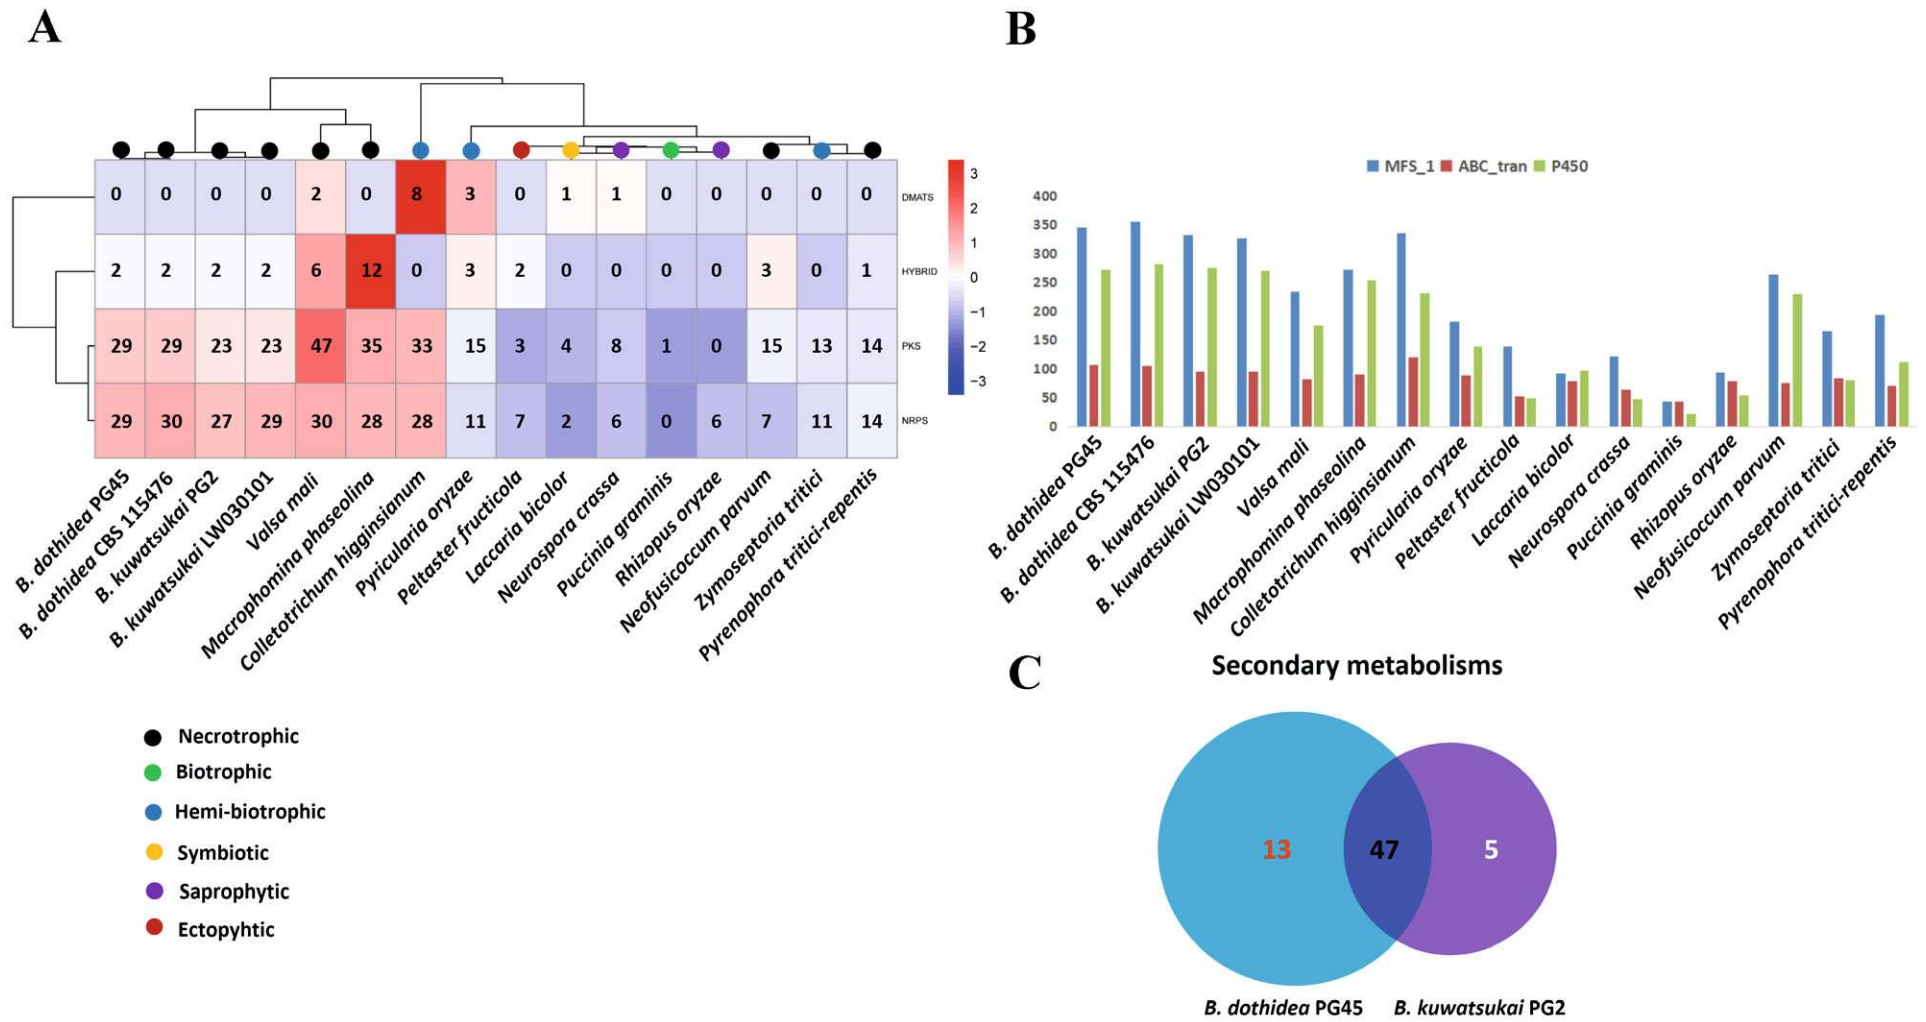 A
0 0 0 0 2 0 8 3 0 1 1 0 0 0 0 0 DMATS
2 2 2 2 6 12 0 3 2 0 0 0 0 3 0 1 HYBRID
29 29 23 23 47 35 33 15 3 4 8 1 0 15 13 14 PKS
29 30 27 29 30 28 28 11 7 2 6 0 6 7 11 14 NRPS
3
2
1
0
−1
−2
−3
B. dothidea PG45
B. dothidea CBS 115476
B. kuwatsukai PG2
B. kuwatsukai LW030101
Valsa mali
Macrophomina phaseolina
Colletotrichum higginsianum
Pyricularia oryzae
Peltaster fructicola
Laccaria bicolor
Neurospora crassa
Puccinia graminis
Rhizopus oryzae
Neofusicoccum parvum
Zymoseptoria tritici
Pyrenophora tritici-repentis
Necrotrophic
Biotrophic
Hemi-biotrophic
Symbiotic
Saprophytic
Ectopyhtic
B
MFS_1 ABC_tran P450
400
350
300
250
200
150
100
50
0
B. dothidea PG45
B. dothidea CBS 115476
B. kuwatsukai PG2
B. kuwatsukai LW030101
Valsa mali
Macrophomina phaseolina
Colletotrichum higginsianum
Pyricularia oryzae
Peltaster fructicola
Laccaria bicolor
Neurospora crassa
Puccinia graminis
Rhizopus oryzae
Neofusicoccum parvum
Zymoseptoria tritici
Pyrenophora tritici-repentis
C
Secondary metabolisms
13 47 5
B. dothidea PG45 B. kuwatsukai PG2